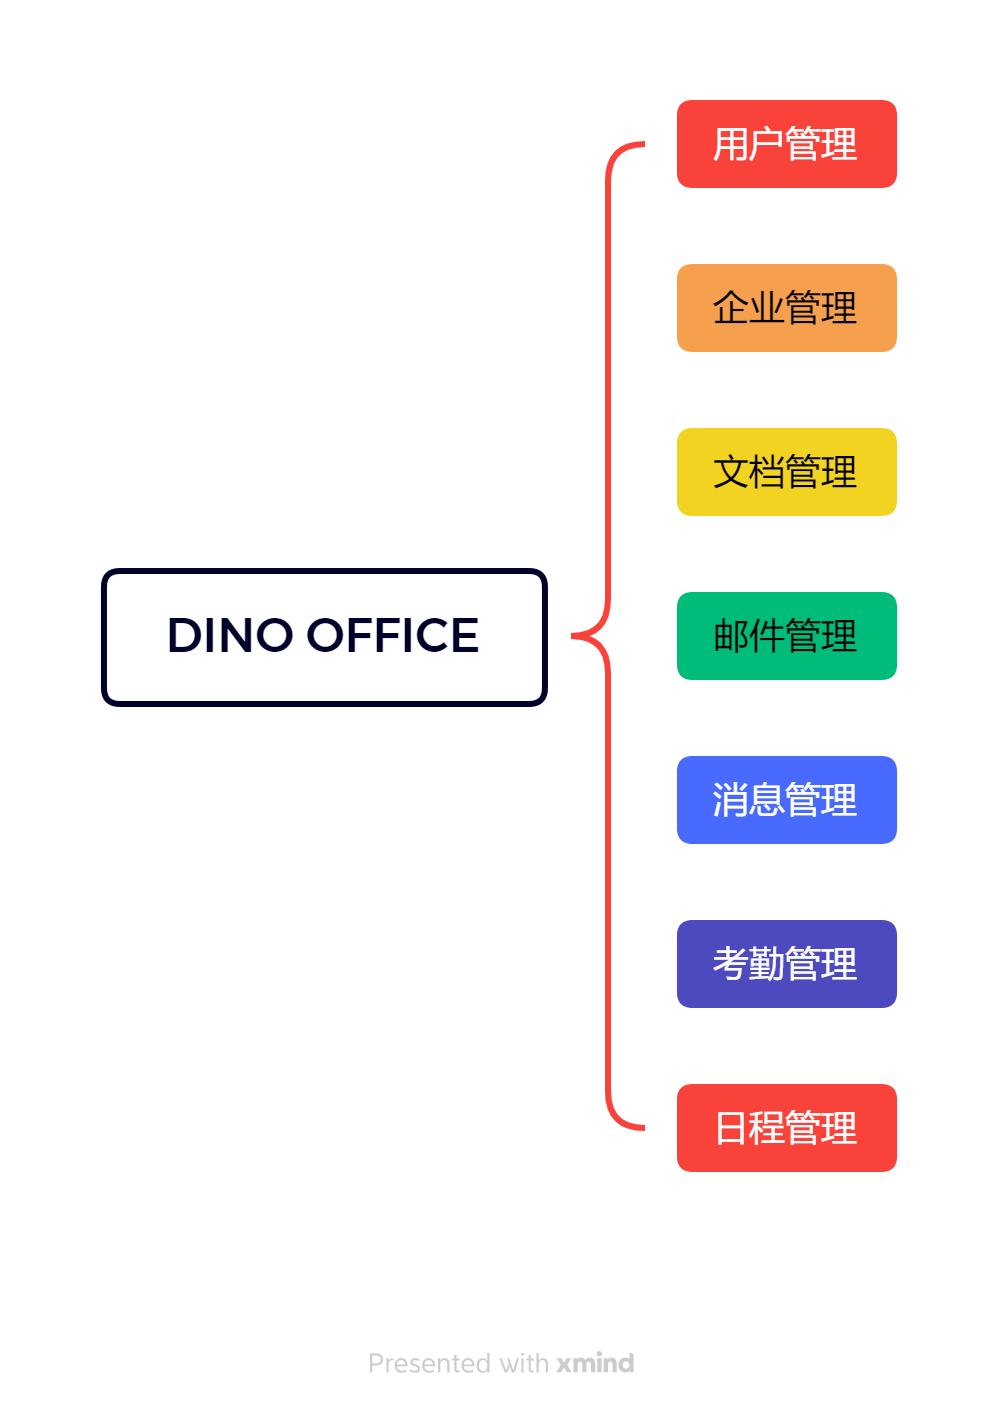 用户管理
企业管理
文档管理
DINO OFFICE
邮件管理
消息管理
考勤管理
日程管理
Presented with xmind